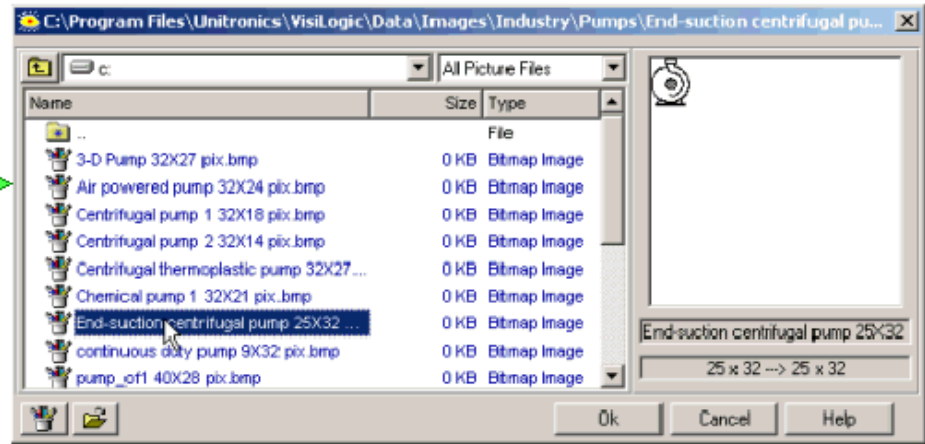 C:\Program Files\Unitronics\VisiLogic\Data\Images\Industry\Pumps\End-suction centrifugal pu...
c:
All Picture Files
Name Size Type
.. File
3-D Pump 32X27 pix.bmp 0 KB Bitmap Image
Air powered pump 32X24 pix.bmp 0 KB Bitmap Image
Centrifugal pump 1 32X18 pix.bmp 0 KB Bitmap Image
Centrifugal pump 2 32X14 pix.bmp 0 KB Bitmap Image
Centrifugal thermoplastic pump 32X27.... 0 KB Bitmap Image
Chemical pump 1 32X21 pix.bmp 0 KB Bitmap Image
End-suction centrifugal pump 25X32 ... 0 KB Bitmap Image
continuous duty pump 9X32 pix.bmp 0 KB Bitmap Image
pump_of1 40X28 pix.bmp 0 KB Bitmap Image
End-suction centrifugal pump 25X32
25 x 32 ---> 25 x 32
Ok Cancel Help